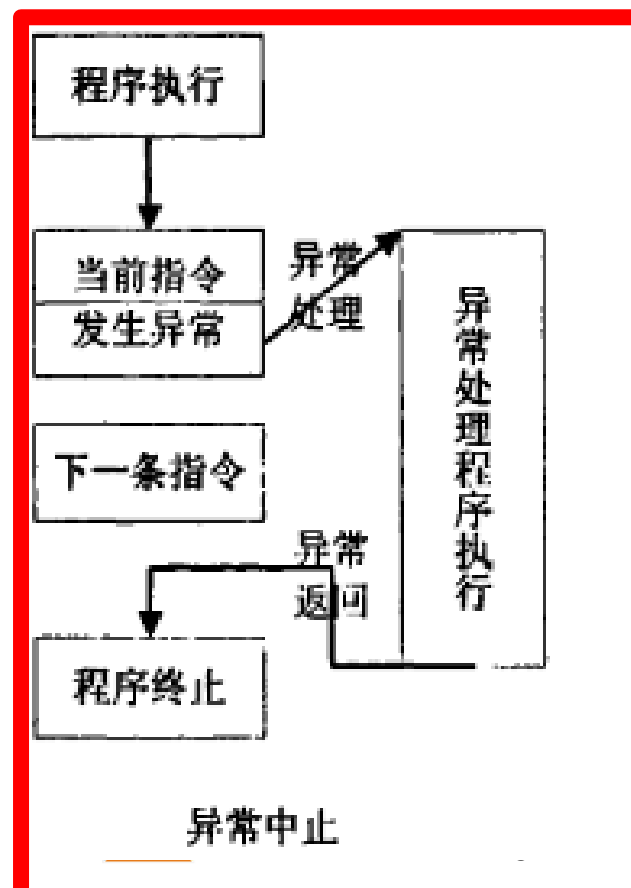 程序执行
当前指令
发生异常
异常
处理
异常处理程序执行
下一条指令
异常
返回
程序终止
异常中止